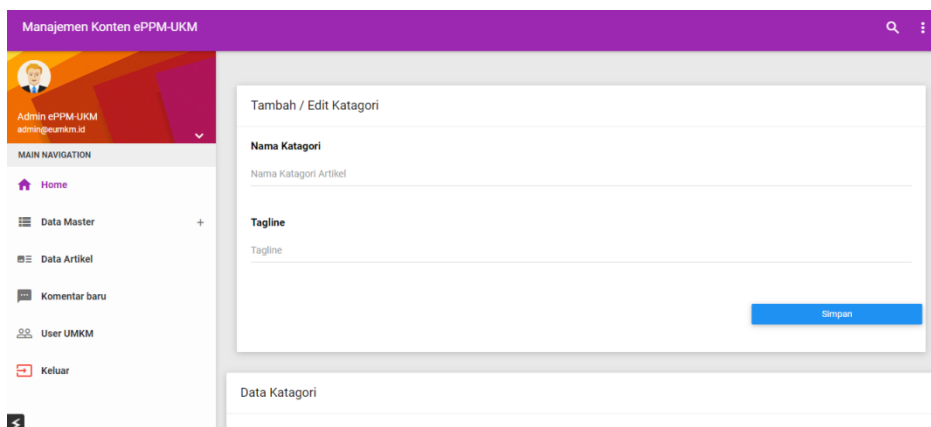 Manajemen Konten ePPM-UKM
Admin ePPM-UKM
admin@eumkm.id
MAIN NAVIGATION
Home
Data Master +
Data Artikel
Komentar baru
User UMKM
Keluar
Tambah / Edit Katagori
Nama Katagori
Nama Katagori Artikel
Tagline
Tagline
Simpan
Data Katagori